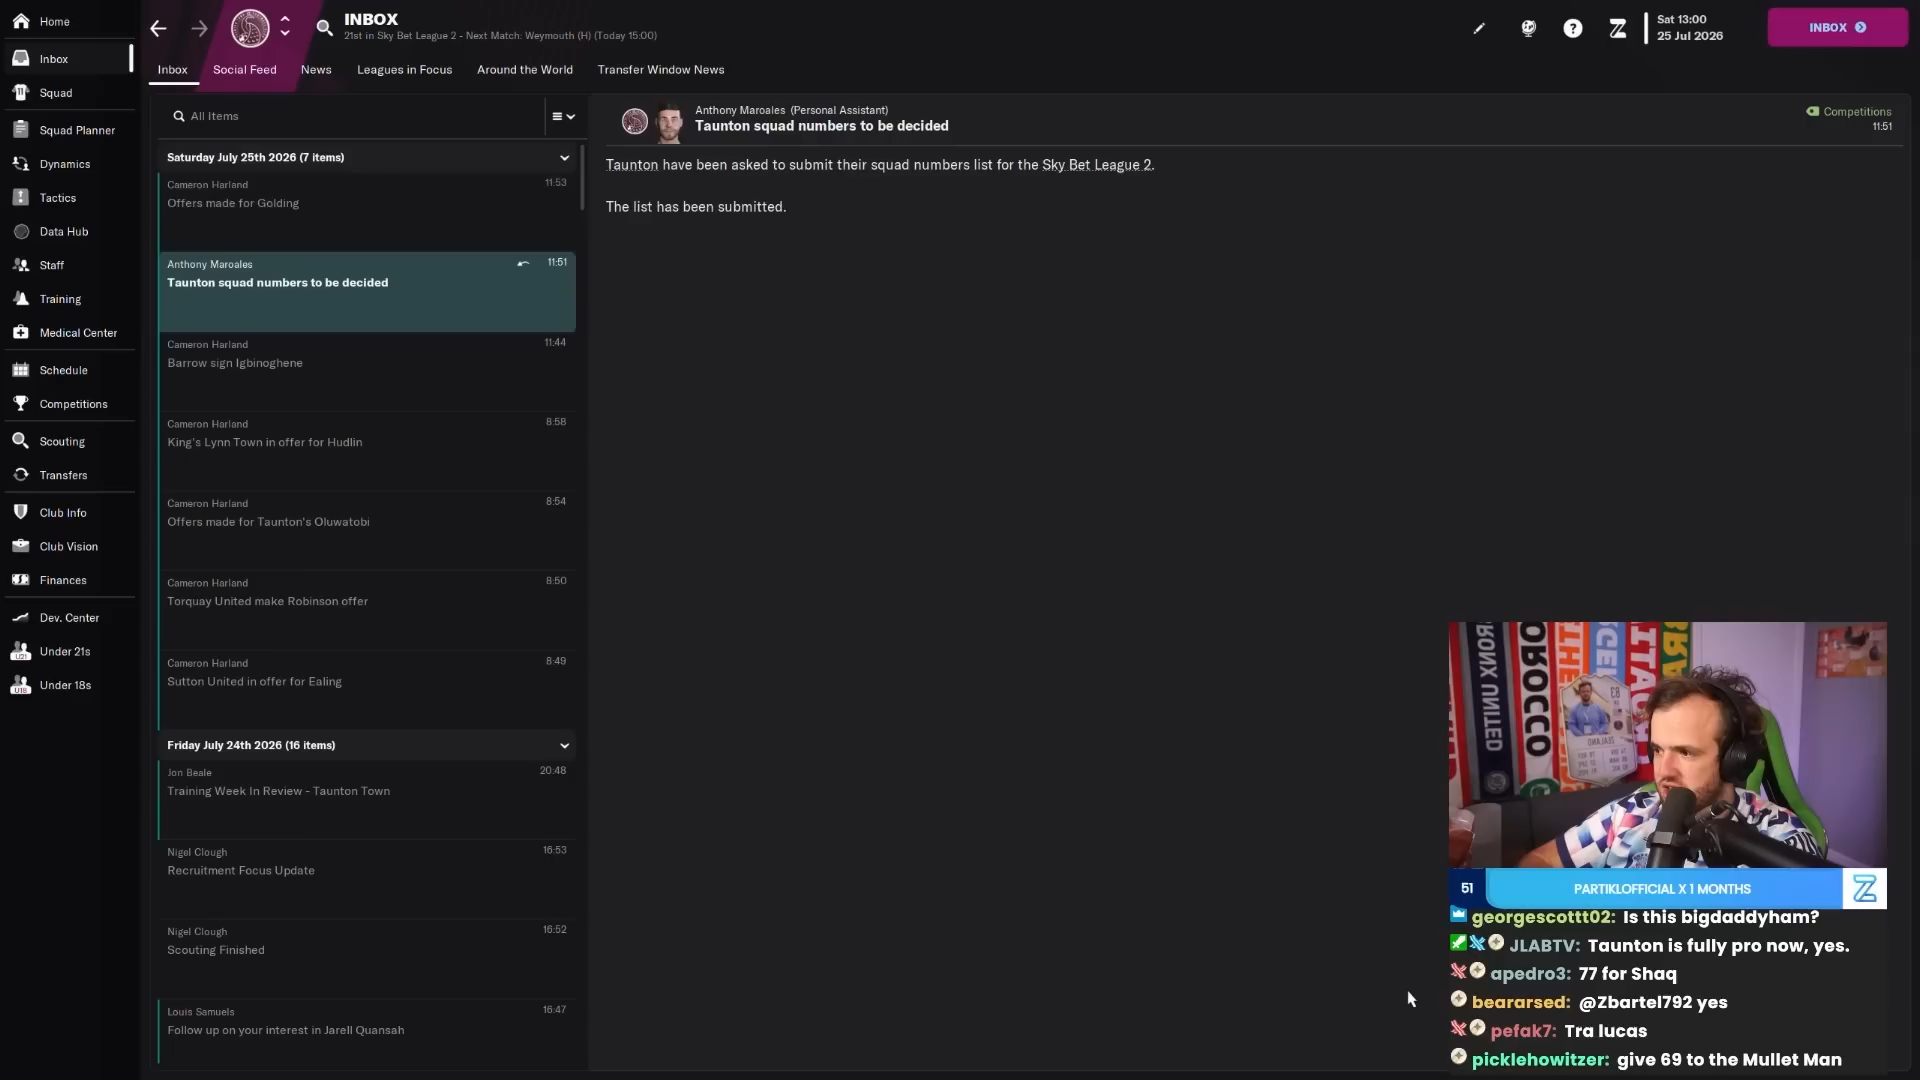 Home
Inbox
Squad
Squad Planner
Dynamics
Tactics
Data Hub
Staff
Training
Medical Center
Schedule
Competitions
Scouting
Transfers
Club Info
Club Vision
Finances
Dev. Center
Under 21s
Under 18s
INBOX
21st in Sky Bet League 2 - Next Match: Weymouth (H) (Today 15:00)
Sat 13:00
25 Jul 2026
INBOX
Inbox
Social Feed
News
Leagues in Focus
Around the World
Transfer Window News
All Items
Saturday July 25th 2026 (7 items)
Cameron Harland 11:53
Offers made for Golding
Anthony Maroales 11:51
Taunton squad numbers to be decided
Cameron Harland 11:44
Barrow sign Igbinoghene
Cameron Harland 8:58
King's Lynn Town in offer for Hudlin
Cameron Harland 8:54
Offers made for Taunton's Oluwatobi
Cameron Harland 8:50
Torquay United make Robinson offer
Cameron Harland 8:49
Sutton United in offer for Ealing
Friday July 24th 2026 (16 items)
Jon Beale 20:48
Training Week In Review - Taunton Town
Nigel Clough 16:53
Recruitment Focus Update
Nigel Clough 16:52
Scouting Finished
Louis Samuels 16:47
Follow up on your interest in Jarell Quansah
Anthony Maroales (Personal Assistant)
Taunton squad numbers to be decided
Competitions
11:51
Taunton have been asked to submit their squad numbers list for the Sky Bet League 2.
The list has been submitted.
BRONX UNITED
MOROCCO
83
ZEALAND
51 PARTIKLOFFICIAL X 1 MONTHS
georgescottt02: Is this bigdaddyham?
JLABTV: Taunton is fully pro now, yes.
apedro3: 77 for Shaq
beararsed: @Zbartel792 yes
pefak7: Tra lucas
picklehowitzer: give 69 to the Mullet Man